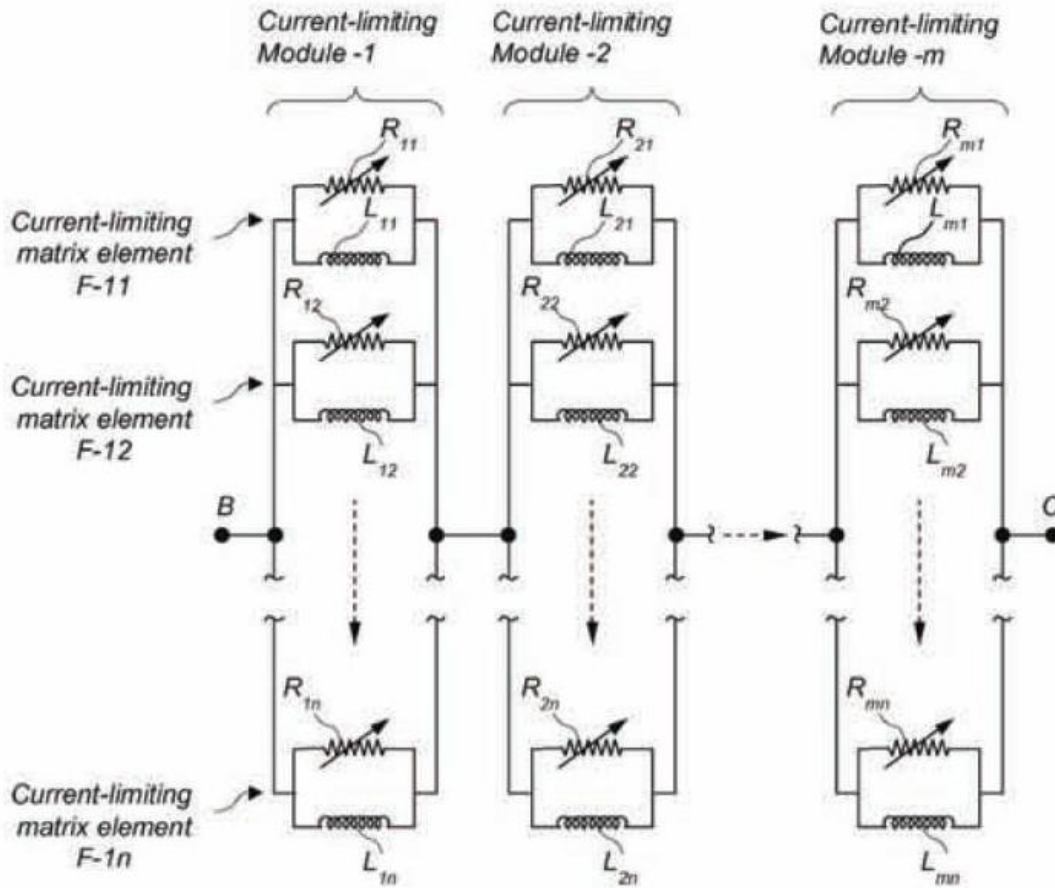 Current-limiting
Module -1
Current-limiting
Module -2
Current-limiting
Module -m
R11
R21
Rm1
L11
L21
Lm1
Current-limiting
matrix element
F-11
R12
R22
Rm2
Current-limiting
matrix element
F-12
L12
L22
Lm2
B
C
R1n
R2n
Rmn
Current-limiting
matrix element
F-1n
L1n
L2n
Lmn